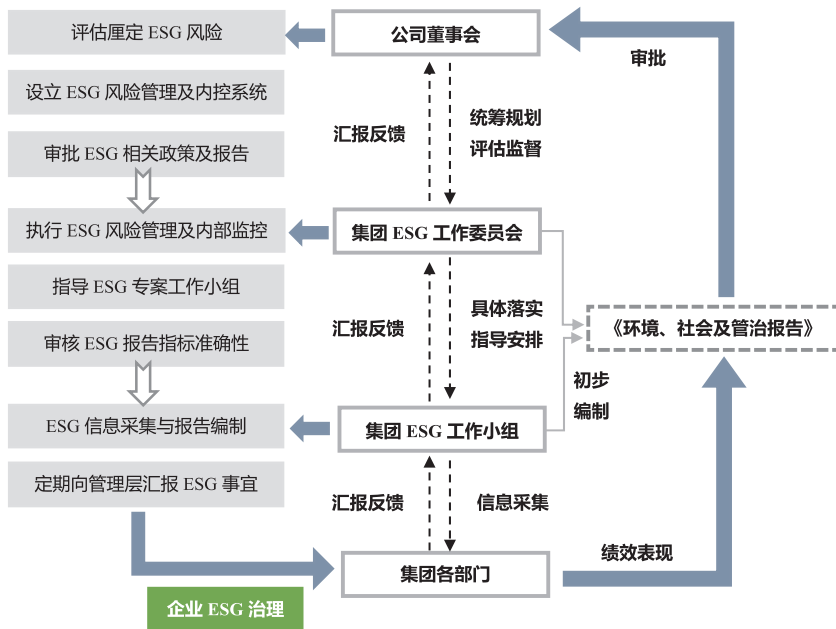 评估厘定 ESG 风险
公司董事会
审批
设立 ESG 风险管理及内控系统
汇报反馈
统筹规划
评估监督
审批 ESG 相关政策及报告
执行 ESG 风险管理及内部监控
集团 ESG 工作委员会
指导 ESG 专案工作小组
汇报反馈
具体落实
指导安排
《环境、社会及管治报告》
审核 ESG 报告指标准确性
初步
编制
ESG 信息采集与报告编制
集团 ESG 工作小组
定期向管理层汇报 ESG 事宜
汇报反馈
信息采集
集团各部门
绩效表现
企业 ESG 治理